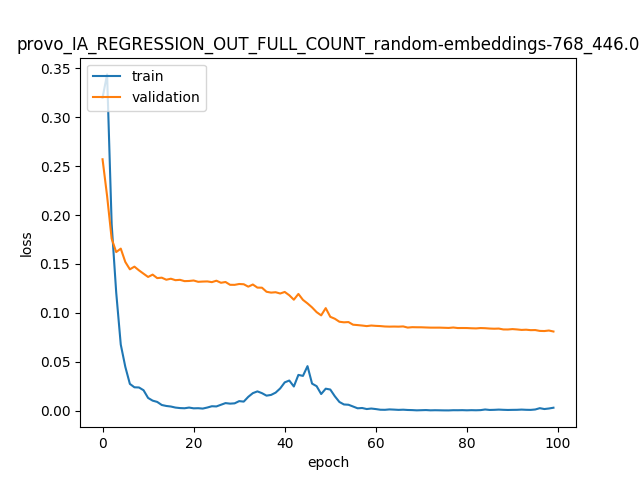 provo_IA_REGRESSION_OUT_FULL_COUNT_random-embeddings-768_446.0
0.35
0.30
0.25
0.20
0.15
0.10
0.05
0.00
loss
train
validation
0 20 40 60 80 100
epoch